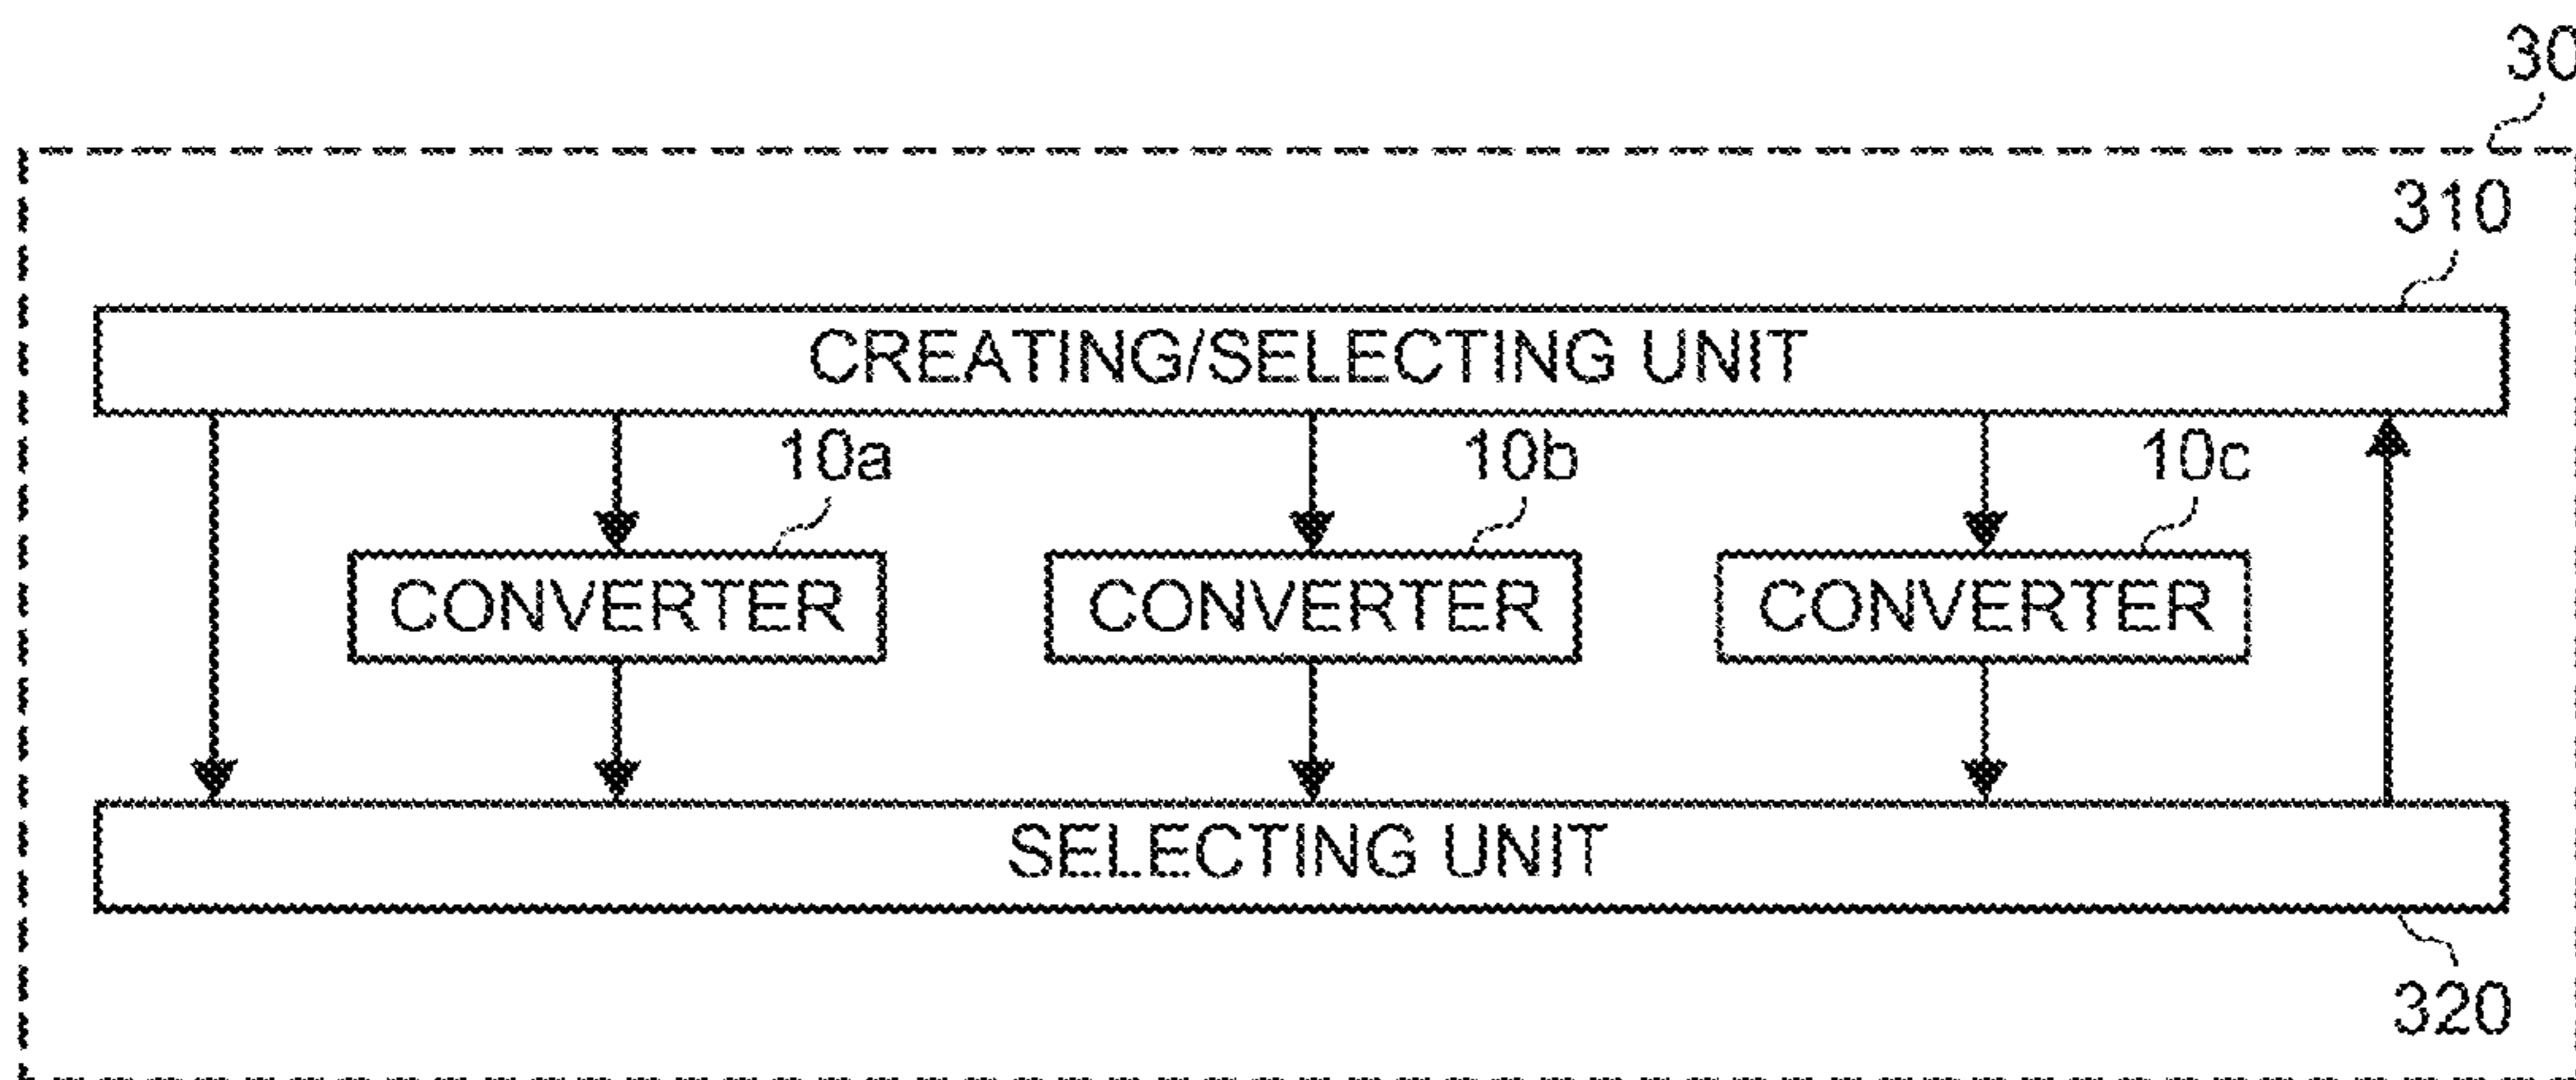 30
310
CREATING/SELECTING UNIT
10a 10b 10c
CONVERTER CONVERTER CONVERTER
SELECTING UNIT
320